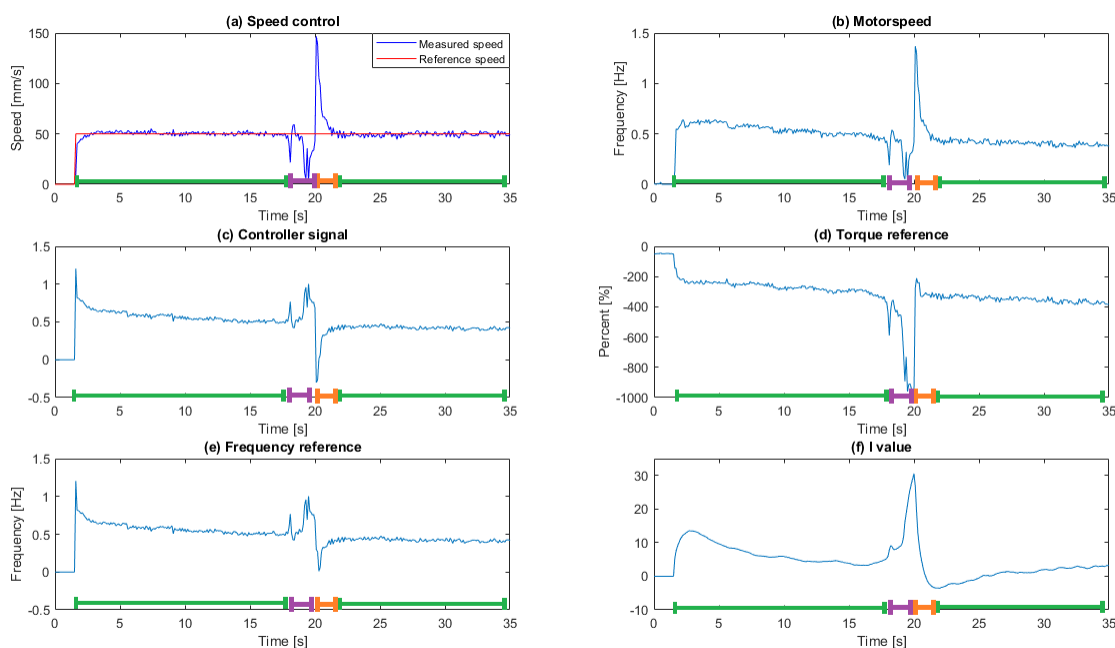 (a) Speed control
150
100
50
0
Speed [mm/s]
Measured speed
Reference speed
0 5 10 15 20 25 30 35
Time [s]
(b) Motorspeed
1.5
1
0.5
0
Frequency [Hz]
0 5 10 15 20 25 30 35
Time [s]
(c) Controller signal
1.5
1
0.5
0
-0.5
0 5 10 15 20 25 30 35
Time [s]
(d) Torque reference
0
-200
-400
-600
-800
-1000
Percent [%]
0 5 10 15 20 25 30 35
Time [s]
(e) Frequency reference
1.5
1
0.5
0
-0.5
Frequency [Hz]
0 5 10 15 20 25 30 35
Time [s]
(f) I value
30
20
10
0
-10
0 5 10 15 20 25 30 35
Time [s]